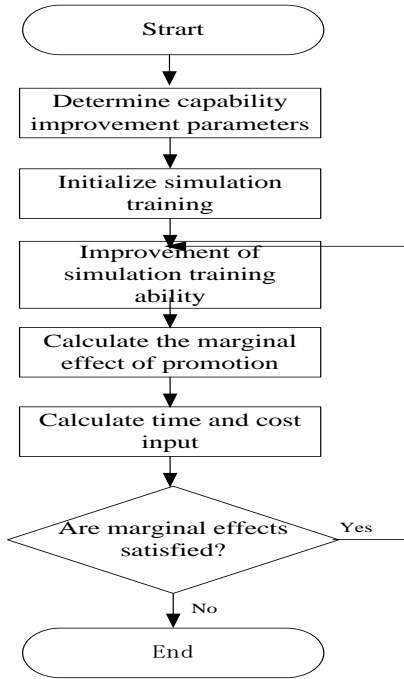 Strart
Determine capability
improvement parameters
Initialize simulation
training
Improvement of
simulation training
ability
Calculate the marginal
effect of promotion
Calculate time and cost
input
Are marginal effects
satisfied?
Yes
No
End